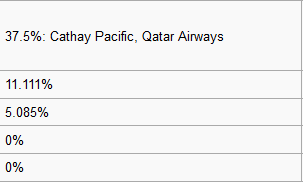 37.5%: Cathay Pacific, Qatar Airways
11.111%
5.085%
0%
0%